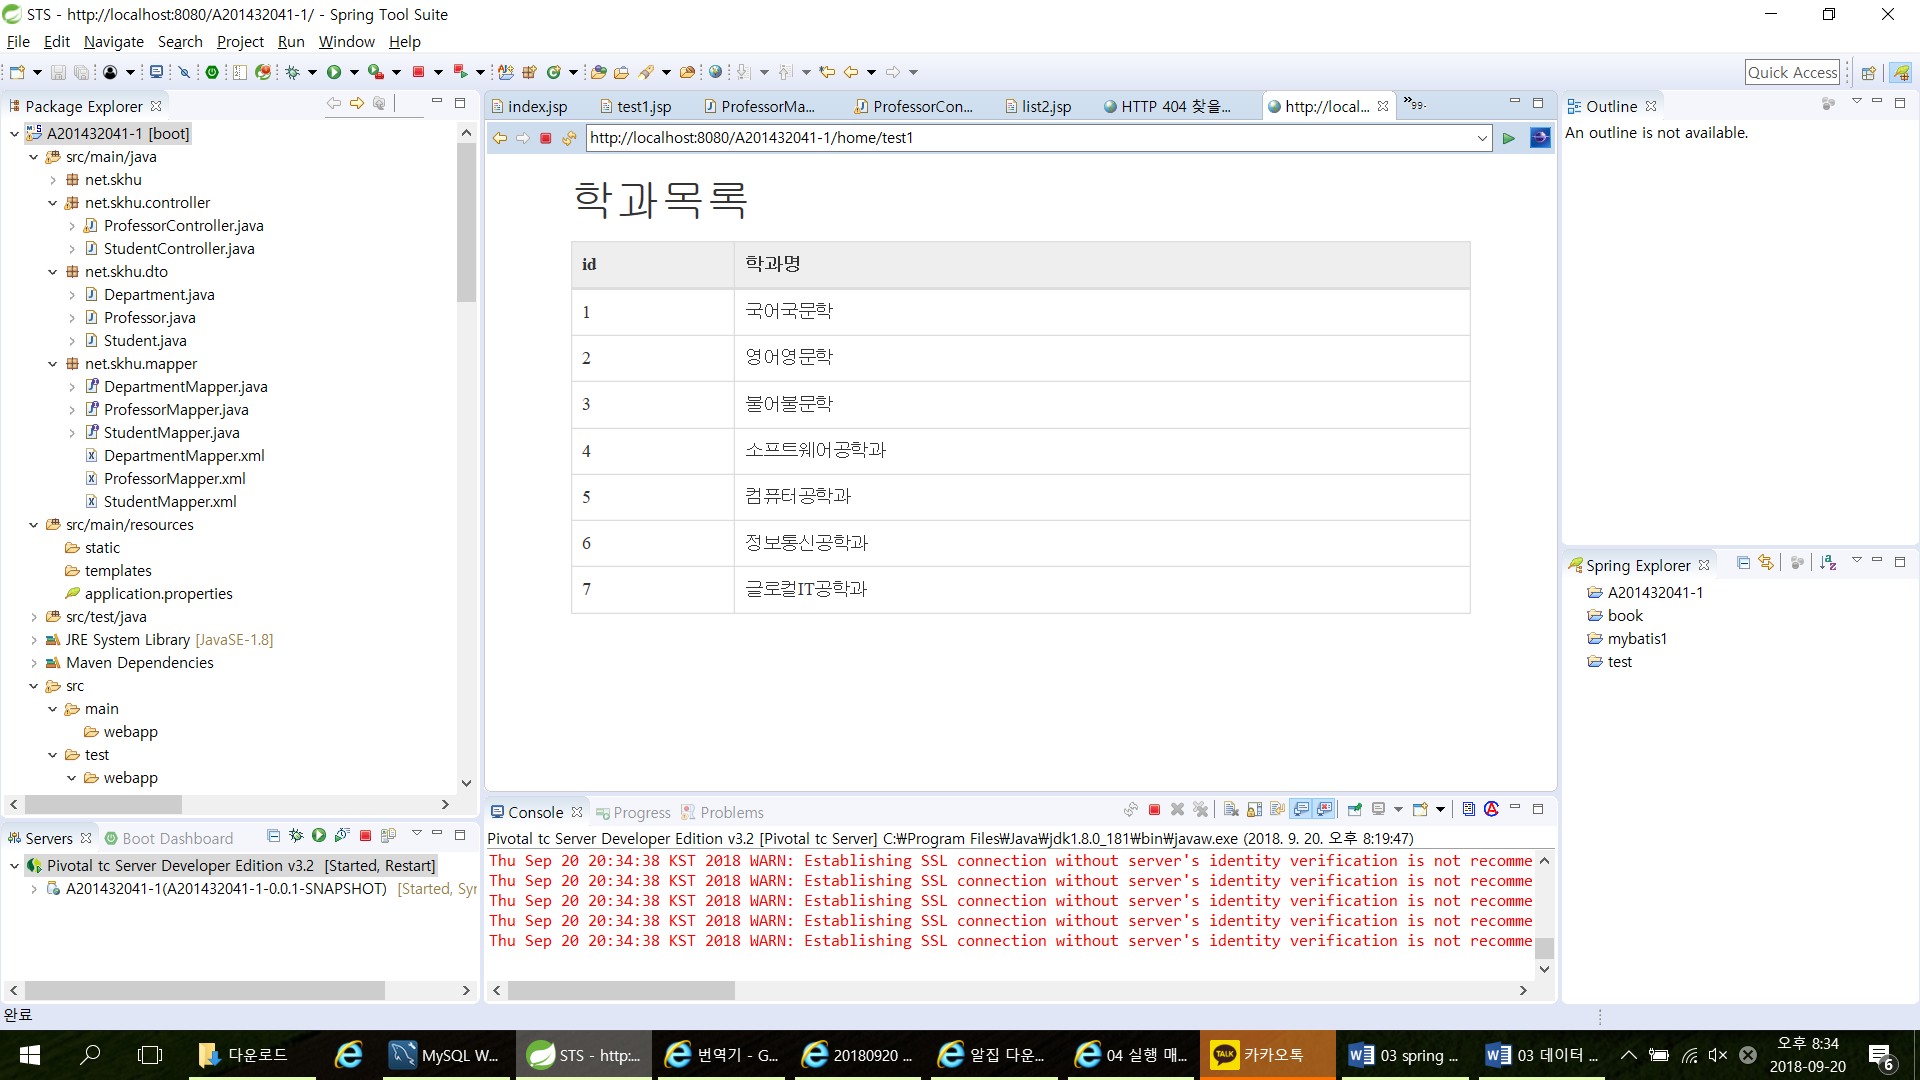 STS - http://localhost:8080/A201432041-1/ - Spring Tool Suite
File Edit Navigate Search Project Run Window Help
Quick Access
Package Explorer
A201432041-1 [boot]
src/main/java
net.skhu
net.skhu.controller
ProfessorController.java
StudentController.java
net.skhu.dto
Department.java
Professor.java
Student.java
net.skhu.mapper
DepartmentMapper.java
ProfessorMapper.java
StudentMapper.java
DepartmentMapper.xml
ProfessorMapper.xml
StudentMapper.xml
src/main/resources
static
templates
application.properties
src/test/java
JRE System Library [JavaSE-1.8]
Maven Dependencies
src
main
webapp
test
webapp
Servers Boot Dashboard
Pivotal tc Server Developer Edition v3.2 [Started, Restart]
A201432041-1(A201432041-1-0.0.1-SNAPSHOT) [Started, Syr
index.jsp test1.jsp ProfessorMa... ProfessorCon... list2.jsp HTTP 404 찾을... http://local... »99-
http://localhost:8080/A201432041-1/home/test1
학과목록
id 학과명
1 국어국문학
2 영어영문학
3 불어불문학
4 소프트웨어공학과
5 컴퓨터공학과
6 정보통신공학과
7 글로컬IT공학과
Console Progress Problems
Pivotal tc Server Developer Edition v3.2 [Pivotal tc Server] C:₩Program Files₩Java₩jdk1.8.0_181₩bin₩javaw.exe (2018. 9. 20. 오후 8:19:47)
Thu Sep 20 20:34:38 KST 2018 WARN: Establishing SSL connection without server's identity verification is not recomme
Thu Sep 20 20:34:38 KST 2018 WARN: Establishing SSL connection without server's identity verification is not recomme
Thu Sep 20 20:34:38 KST 2018 WARN: Establishing SSL connection without server's identity verification is not recomme
Thu Sep 20 20:34:38 KST 2018 WARN: Establishing SSL connection without server's identity verification is not recomme
Thu Sep 20 20:34:38 KST 2018 WARN: Establishing SSL connection without server's identity verification is not recomme
Outline
An outline is not available.
Spring Explorer
A201432041-1
book
mybatis1
test
완료
다운로드 MySQL W... STS - http:... 번역기 - G... 20180920 ... 알집 다운... 04 실행 매... TALK 카카오톡 03 spring ... 03 데이터 ...
오후 8:34
2018-09-20
6